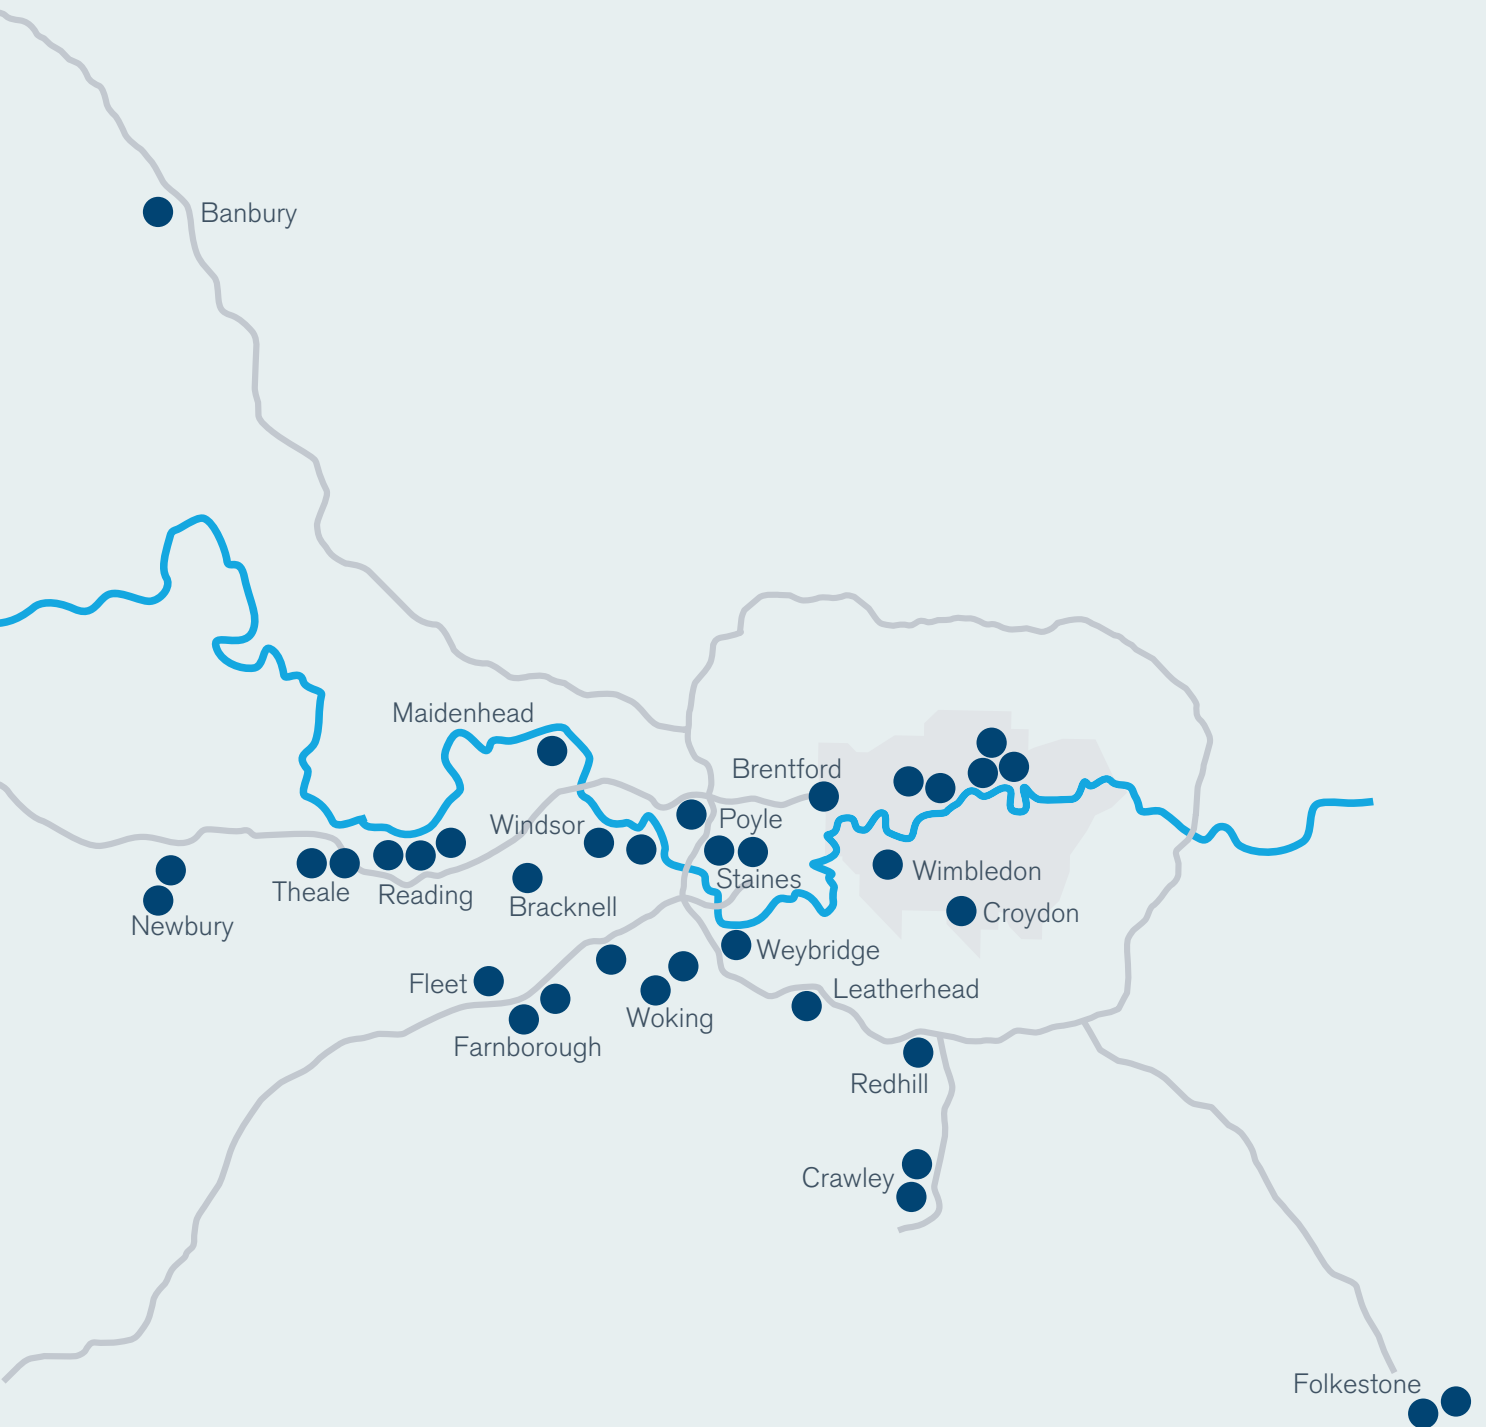 Banbury
Maidenhead
Brentford
Poyle
Windsor
Wimbledon
Staines
Theale
Reading
Bracknell
Croydon
Newbury
Weybridge
Fleet
Leatherhead
Woking
Farnborough
Redhill
Crawley
Folkestone